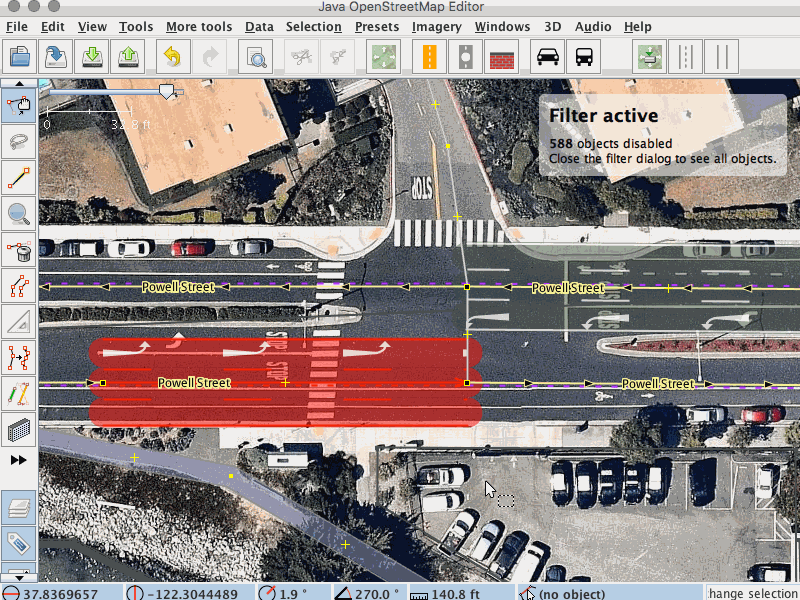 Java OpenStreetMap Editor
File Edit View Tools More tools Data Selection Presets Imagery Windows 3D Audio Help
0 32.8 ft
Filter active
588 objects disabled
Close the filter dialog to see all objects.
STOP
Powell Street
Powell Street
STOP
STOP
Powell Street
Powell Street
37.8369657 -122.3044489 1.9 ° 270.0 ° 140.8 ft (no object) hange selection